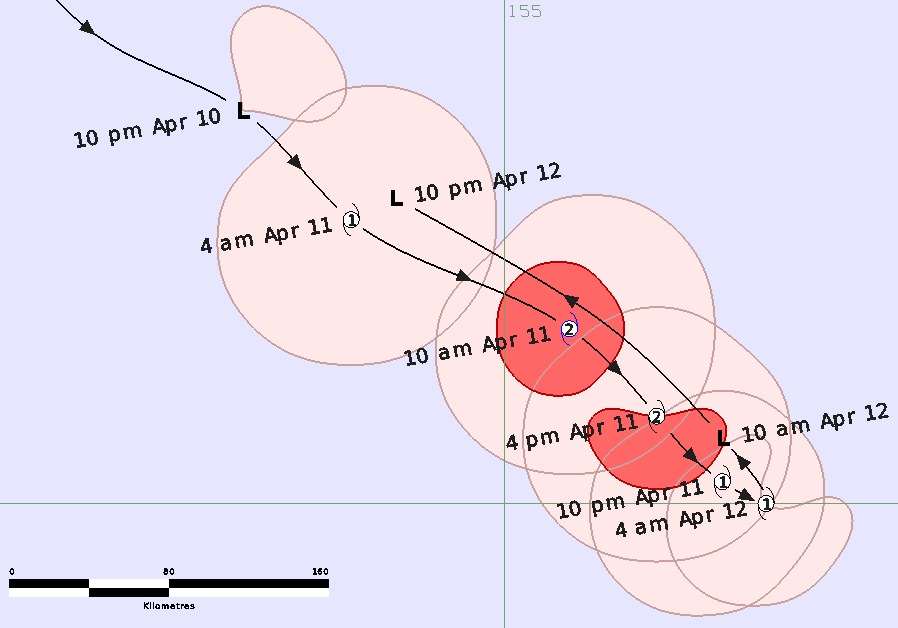 155
10 pm Apr 10 L
L 10 pm Apr 12
4 am Apr 11 1
10 am Apr 11 2
4 pm Apr 11 2
L 10 am Apr 12
10 pm Apr 11 1
4 am Apr 12 1
0 80 160
Kilometres